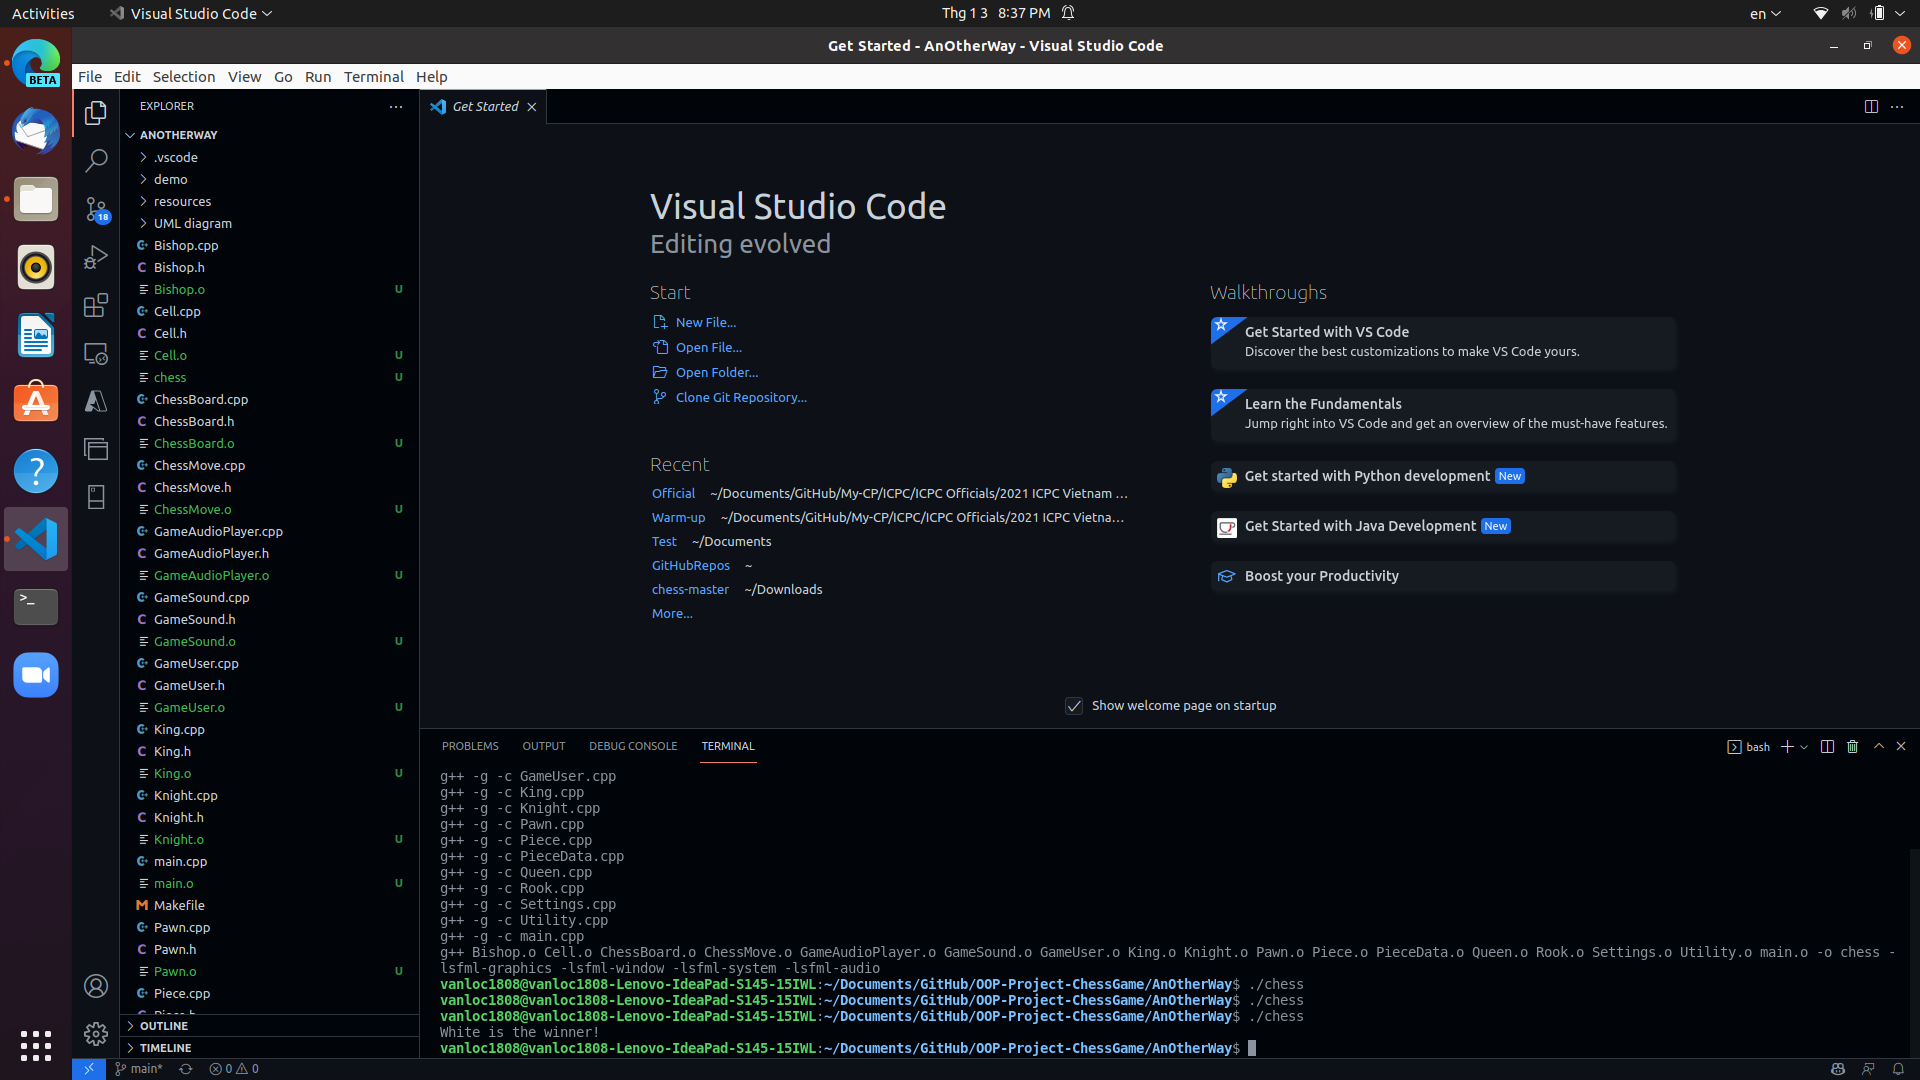 Activities
Visual Studio Code
Thg 1 3 8:37 PM
en
Get Started - AnOtherWay - Visual Studio Code
BETA
File Edit Selection View Go Run Terminal Help
EXPLORER
ANOTHERWAY
.vscode
demo
resources
UML diagram
Bishop.cpp
Bishop.h
Bishop.o U
Cell.cpp
Cell.h
Cell.o U
chess U
ChessBoard.cpp
ChessBoard.h
ChessBoard.o U
ChessMove.cpp
ChessMove.h
ChessMove.o U
GameAudioPlayer.cpp
GameAudioPlayer.h
GameAudioPlayer.o U
GameSound.cpp
GameSound.h
GameSound.o U
GameUser.cpp
GameUser.h
GameUser.o U
King.cpp
King.h
King.o U
Knight.cpp
Knight.h
Knight.o U
main.cpp
main.o U
Makefile
Pawn.cpp
Pawn.h
Pawn.o U
Piece.cpp
OUTLINE
TIMELINE
18
Get Started
Visual Studio Code
Editing evolved
Start
New File...
Open File...
Open Folder...
Clone Git Repository...
Recent
Official ~/Documents/GitHub/My-CP/ICPC/ICPC Officials/2021 ICPC Vietnam ...
Warm-up ~/Documents/GitHub/My-CP/ICPC/ICPC Officials/2021 ICPC Vietna...
Test ~/Documents
GitHubRepos ~
chess-master ~/Downloads
More...
Walkthroughs
Get Started with VS Code
Discover the best customizations to make VS Code yours.
Learn the Fundamentals
Jump right into VS Code and get an overview of the must-have features.
Get started with Python development New
Get Started with Java Development New
Boost your Productivity
Show welcome page on startup
PROBLEMS OUTPUT DEBUG CONSOLE TERMINAL
bash
g++ -g -c GameUser.cpp
g++ -g -c King.cpp
g++ -g -c Knight.cpp
g++ -g -c Pawn.cpp
g++ -g -c Piece.cpp
g++ -g -c PieceData.cpp
g++ -g -c Queen.cpp
g++ -g -c Rook.cpp
g++ -g -c Settings.cpp
g++ -g -c Utility.cpp
g++ -g -c main.cpp
g++ Bishop.o Cell.o ChessBoard.o ChessMove.o GameAudioPlayer.o GameSound.o GameUser.o King.o Knight.o Pawn.o Piece.o PieceData.o Queen.o Rook.o Settings.o Utility.o main.o -o chess -
lsfml-graphics -lsfml-window -lsfml-system -lsfml-audio
vanloc1808@vanloc1808-Lenovo-IdeaPad-S145-15IWL:~/Documents/GitHub/OOP-Project-ChessGame/AnOtherWay$ ./chess
vanloc1808@vanloc1808-Lenovo-IdeaPad-S145-15IWL:~/Documents/GitHub/OOP-Project-ChessGame/AnOtherWay$ ./chess
vanloc1808@vanloc1808-Lenovo-IdeaPad-S145-15IWL:~/Documents/GitHub/OOP-Project-ChessGame/AnOtherWay$ ./chess
White is the winner!
vanloc1808@vanloc1808-Lenovo-IdeaPad-S145-15IWL:~/Documents/GitHub/OOP-Project-ChessGame/AnOtherWay$
main* 0 0